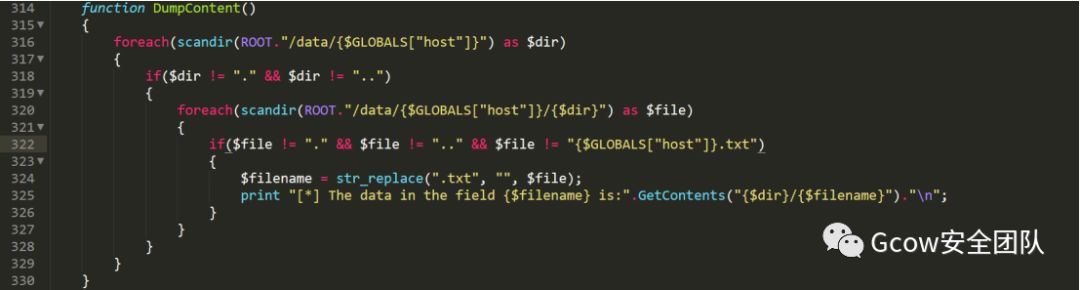 314 function DumpContent()
315 {
316 foreach(scandir(ROOT."/data/{$GLOBALS["host"]}") as $dir)
317 {
318 if($dir != "." && $dir != "..")
319 {
320 foreach(scandir(ROOT."/data/{$GLOBALS["host"]}/{$dir}") as $file)
321 {
322 if($file != "." && $file != ".." && $file != "{$GLOBALS["host"]}.txt")
323 {
324 $filename = str_replace(".txt", "", $file);
325 print "[*] The data in the field {$filename} is:".GetContents("{$dir}/{$filename}")."\n";
326 }
327 }
328 }
329 }
330 }
Gcow安全团队